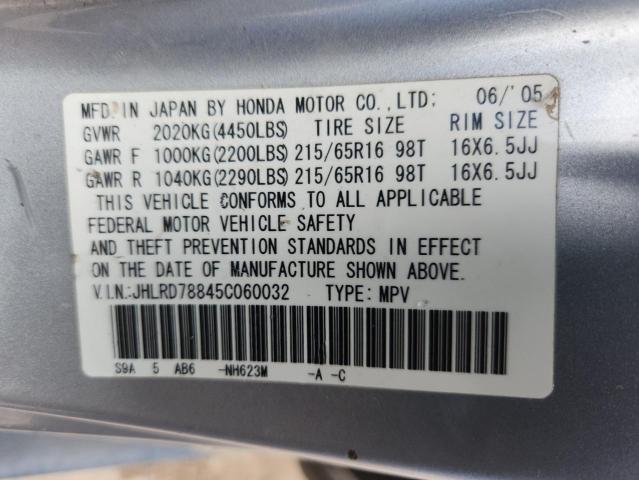 MFD. IN JAPAN BY HONDA MOTOR CO.,LTD: 06/'05
GVWR 2020KG(4450LBS) TIRE SIZE RIM SIZE
GAWR F 1000KG(2200LBS) 215/65R16 98T 16X6.5JJ
GAWR R 1040KG(2290LBS) 215/65R16 98T 16X6.5JJ
THIS VEHICLE CONFORMS TO ALL APPLICABLE
FEDERAL MOTOR VEHICLE SAFETY
AND THEFT PREVENTION STANDARDS IN EFFECT
ON THE DATE OF MANUFACTURE SHOWN ABOVE.
V.I.N.:JHLRD78845C060032 TYPE: MPV
S9A 5 AB6 -NH623M -A -C